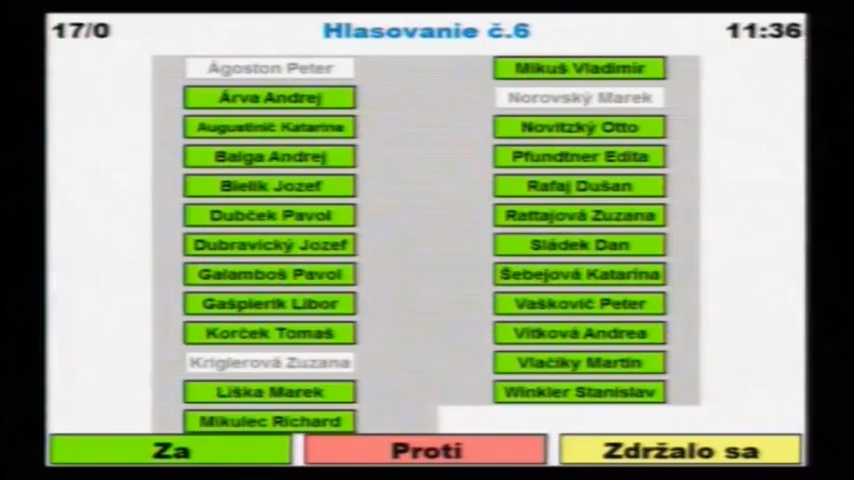 17/0 Hlasovanie č.6 11:36
Ágoston Peter
Árva Andrej
Augustinič Katarína
Balga Andrej
Bielik Jozef
Dubček Pavol
Dubravický Jozef
Galamboš Pavol
Gašpierik Libor
Korček Tomaš
Kriglerová Zuzana
Liška Marek
Mikulec Richard
Mikuš Vladimír
Norovský Marek
Novitzký Otto
Pfundtner Edita
Rafaj Dušan
Rattajová Zuzana
Sládek Dan
Šebejová Katarína
Vaškovič Peter
Vítková Andrea
Vlačiky Martin
Winkler Stanislav
Za Proti Zdržalo sa